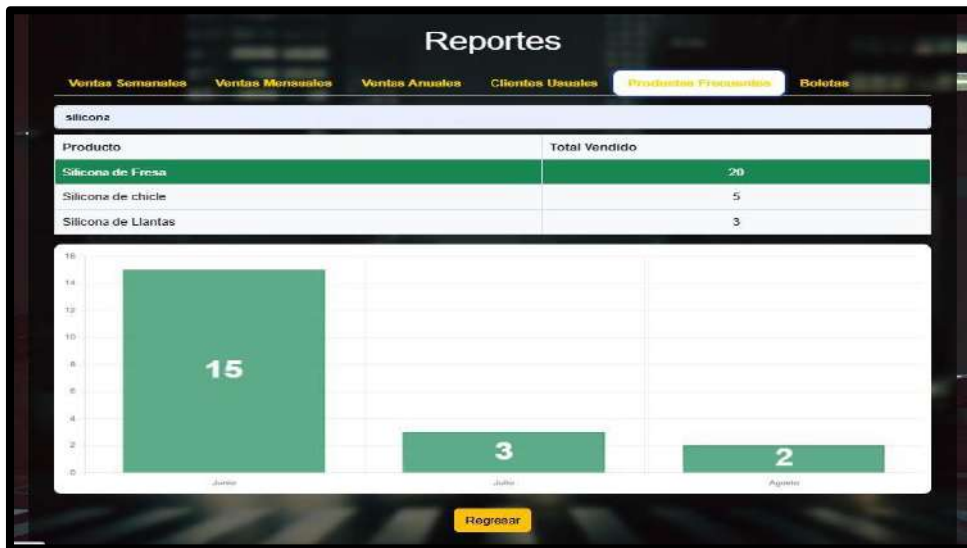 Reportes
Ventas Semanales Ventas Mensuales Ventas Anuales Clientes Usuales Productos Frecuentes Boletas
silicona
Producto Total Vendido
Silicona de Fresa 20
Silicona de chicle 5
Silicona de Llantas 3
16
14
12
10
8
6
4
2
0
15
3
2
Junio Julio Agosto
Regresar